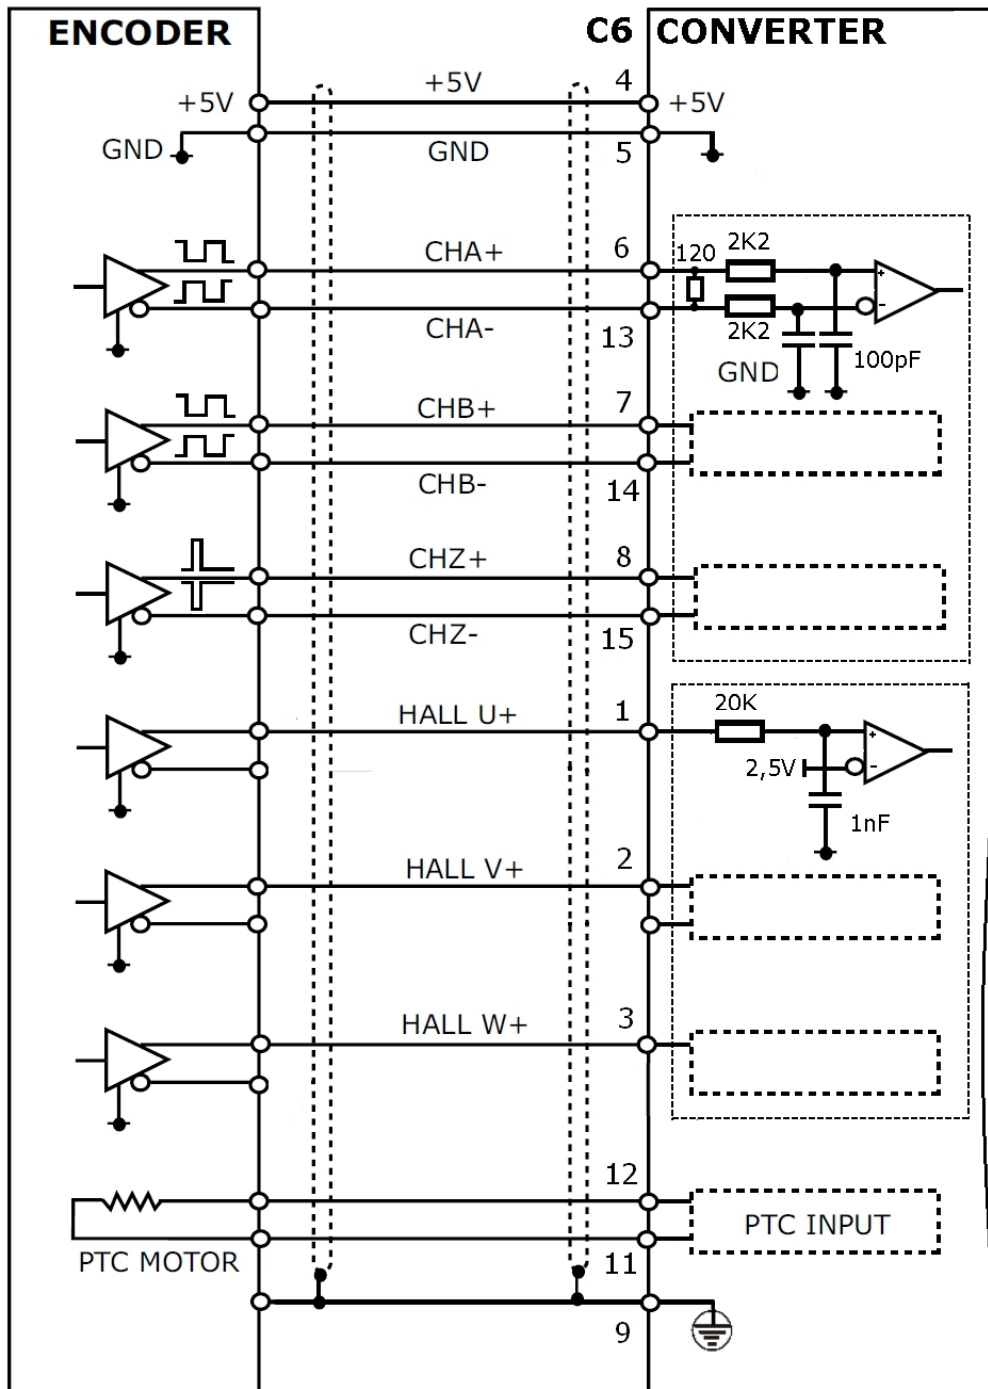 ENCODER
C6 CONVERTER
+5V +5V 4 +5V
GND GND 5
CHA+ 6 120 2K2
+
-
CHA- 13 2K2
GND 100pF
CHB+ 7
CHB- 14
CHZ+ 8
CHZ- 15
HALL U+ 1 20K
+
2,5V -
1nF
HALL V+ 2
HALL W+ 3
12
PTC INPUT
PTC MOTOR 11
9